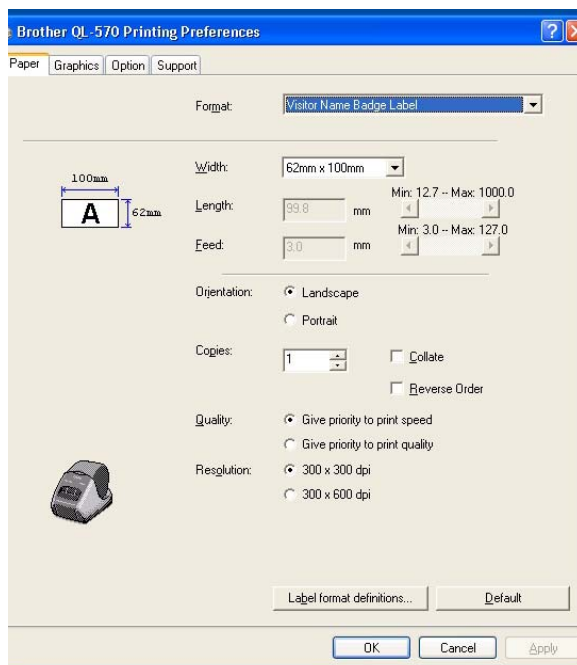 Brother QL-570 Printing Preferences
Paper Graphics Option Support
Format: Visitor Name Badge Label
Width: 62mm x 100mm
100mm
A 62mm
Min: 12.7 -- Max: 1000.0
Length: 99.8 mm
Min: 3.0 -- Max: 127.0
Feed: 3.0 mm
Orientation: Landscape
Portrait
Copies: 1 Collate
Reverse Order
Quality: Give priority to print speed
Give priority to print quality
Resolution: 300 x 300 dpi
300 x 600 dpi
Label format definitions... Default
OK Cancel Apply